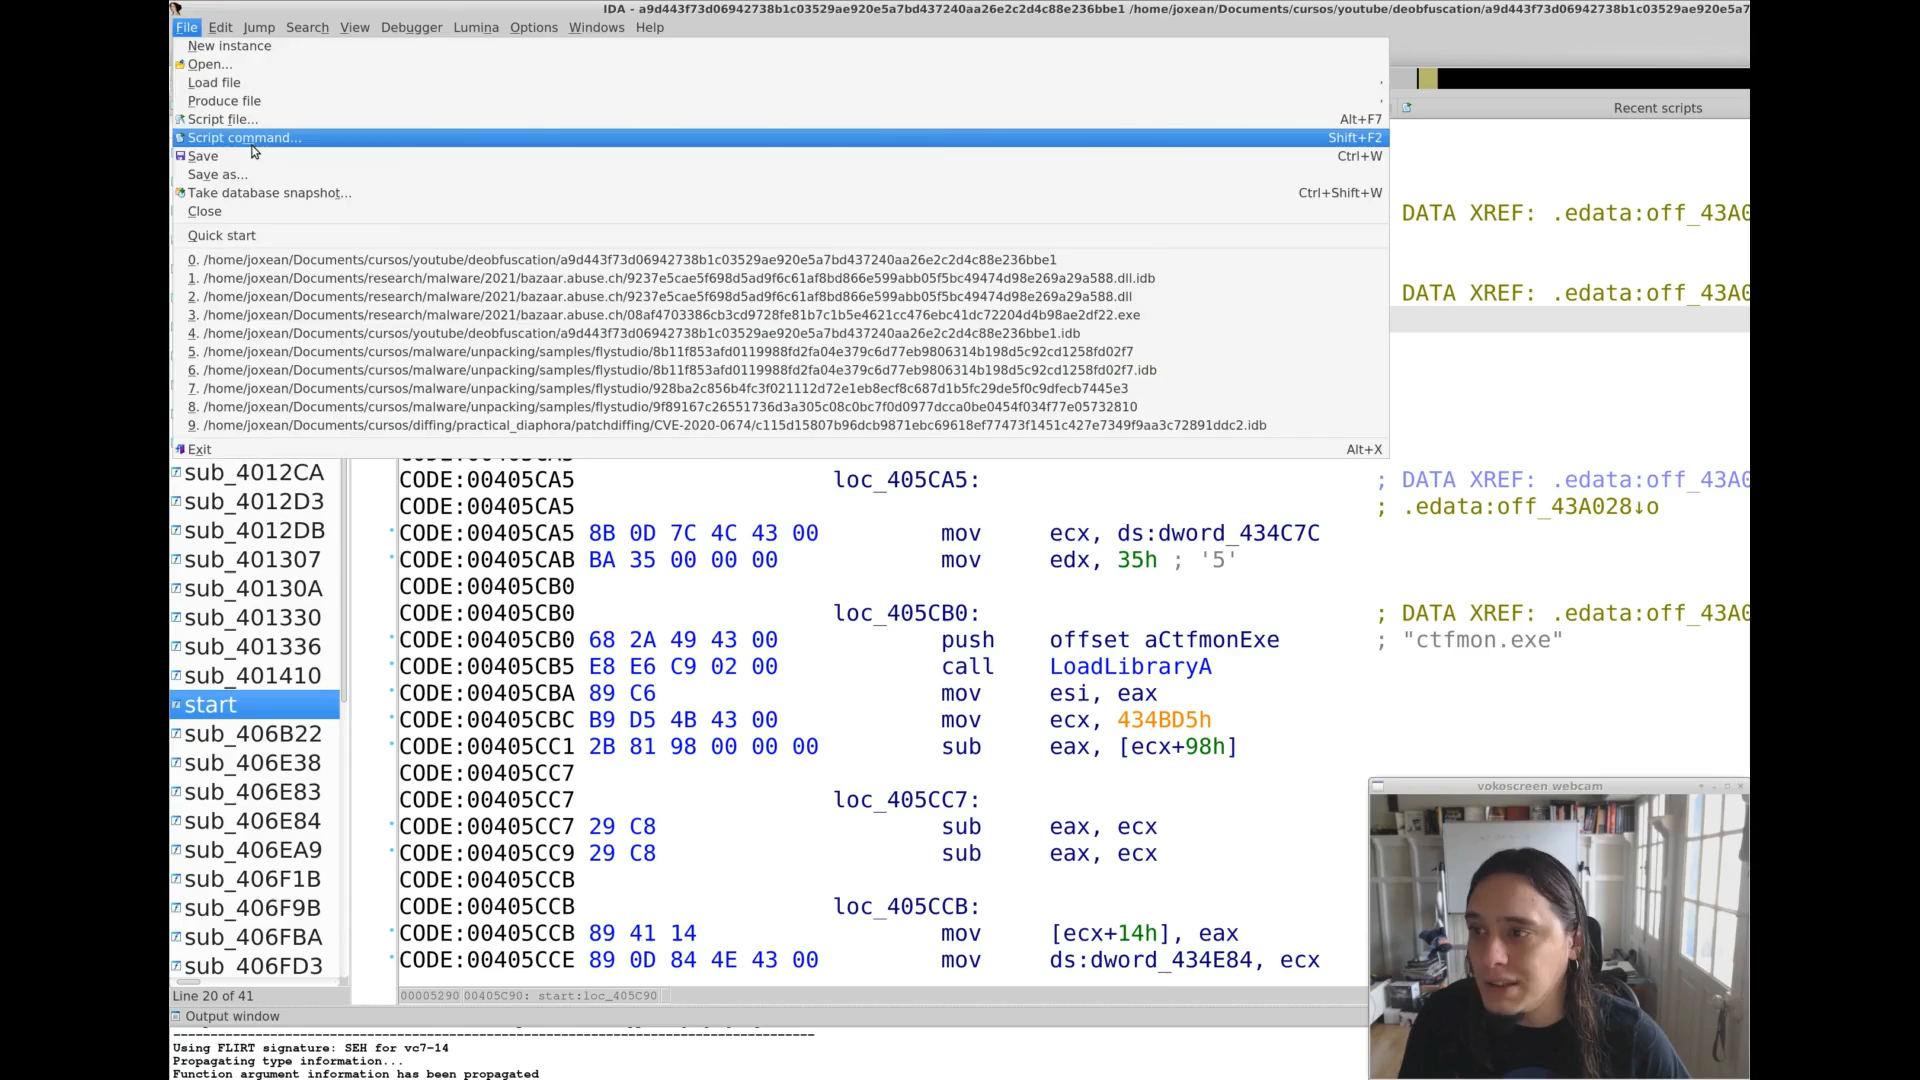 IDA - a9d443f73d06942738b1c03529ae920e5a7bd437240aa26e2c2d4c88e236bbe1 /home/joxean/Documents/cursos/youtube/deobfuscation/a9d443f73d06942738b1c03529ae920e5a7
File Edit Jump Search View Debugger Lumina Options Windows Help
New instance
Open...
Load file
Produce file
Script file... Alt+F7
Script command... Shift+F2
Save Ctrl+W
Save as...
Take database snapshot... Ctrl+Shift+W
Close
Quick start
0. /home/joxean/Documents/cursos/youtube/deobfuscation/a9d443f73d06942738b1c03529ae920e5a7bd437240aa26e2c2d4c88e236bbe1
1. /home/joxean/Documents/research/malware/2021/bazaar.abuse.ch/9237e5cae5f698d5ad9f6c61af8bd866e599abb05f5bc49474d98e269a29a588.dll.idb
2. /home/joxean/Documents/research/malware/2021/bazaar.abuse.ch/9237e5cae5f698d5ad9f6c61af8bd866e599abb05f5bc49474d98e269a29a588.dll
3. /home/joxean/Documents/research/malware/2021/bazaar.abuse.ch/08af4703386cb3cd9728fe81b7c1b5e4621cc476ebec41dc72204d4b98ae2df22.exe
4. /home/joxean/Documents/cursos/youtube/deobfuscation/a9d443f73d06942738b1c03529ae920e5a7bd437240aa26e2c2d4c88e236bbe1.idb
5. /home/joxean/Documents/cursos/malware/unpacking/samples/flystudio/8b11f853afd0119988fd2fa04e379c6d77eb9806314b198d5c92cd1258fd02f7
6. /home/joxean/Documents/cursos/malware/unpacking/samples/flystudio/8b11f853afd0119988fd2fa04e379c6d77eb9806314b198d5c92cd1258fd02f7.idb
7. /home/joxean/Documents/cursos/malware/unpacking/samples/flystudio/928ba2c856b4fc3f021112d72e1eb8ecf8c687d1b5fc29de5f0c9dfecb7445e3
8. /home/joxean/Documents/cursos/malware/unpacking/samples/flystudio/9f89167c26551736d3a305c08c0bc7f0d0977dcca0be0454f034f77e05732810
9. /home/joxean/Documents/cursos/diffing/practical_diaphora/patchdiffing/CVE-2020-0674/c115d15807b96dcb9871ebc69618ef77473f1451c427e7349f9aa3c72891ddc2.idb
Exit Alt+X
Recent scripts
DATA XREF: .edata:off_43A0
DATA XREF: .edata:off_43A0
sub_4012CA
sub_4012D3
sub_4012DB
sub_401307
sub_40130A
sub_401330
sub_401336
sub_401410
start
sub_406B22
sub_406E38
sub_406E83
sub_406E84
sub_406EA9
sub_406F1B
sub_406F9B
sub_406FBA
sub_406FD3
Line 20 of 41
CODE:00405CA5 loc_405CA5: ; DATA XREF: .edata:off_43A0
CODE:00405CA5 ; .edata:off_43A028↓o
CODE:00405CA5 8B 0D 7C 4C 43 00 mov ecx, ds:dword_434C7C
CODE:00405CAB BA 35 00 00 00 mov edx, 35h ; '5'
CODE:00405CB0
CODE:00405CB0 loc_405CB0: ; DATA XREF: .edata:off_43A0
CODE:00405CB0 68 2A 49 43 00 push offset aCtfmonExe ; "ctfmon.exe"
CODE:00405CB5 E8 E6 C9 02 00 call LoadLibraryA
CODE:00405CBA 89 C6 mov esi, eax
CODE:00405CBC B9 D5 4B 43 00 mov ecx, 434BD5h
CODE:00405CC1 2B 81 98 00 00 00 sub eax, [ecx+98h]
CODE:00405CC7
CODE:00405CC7 loc_405CC7:
CODE:00405CC7 29 C8 sub eax, ecx
CODE:00405CC9 29 C8 sub eax, ecx
CODE:00405CCB
CODE:00405CCB loc_405CCB:
CODE:00405CCB 89 41 14 mov [ecx+14h], eax
CODE:00405CCE 89 0D 84 4E 43 00 mov ds:dword_434E84, ecx
00005290 00405C90: start:loc_405C90
vokoscreen webcam
Output window
Using FLIRT signature: SEH for vc7-14
Propagating type information...
Function argument information has been propagated